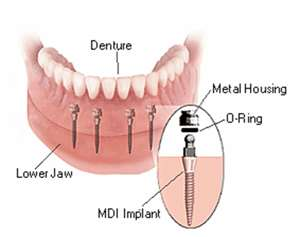 Denture
Metal Housing
O-Ring
Lower Jaw
MDI Implant